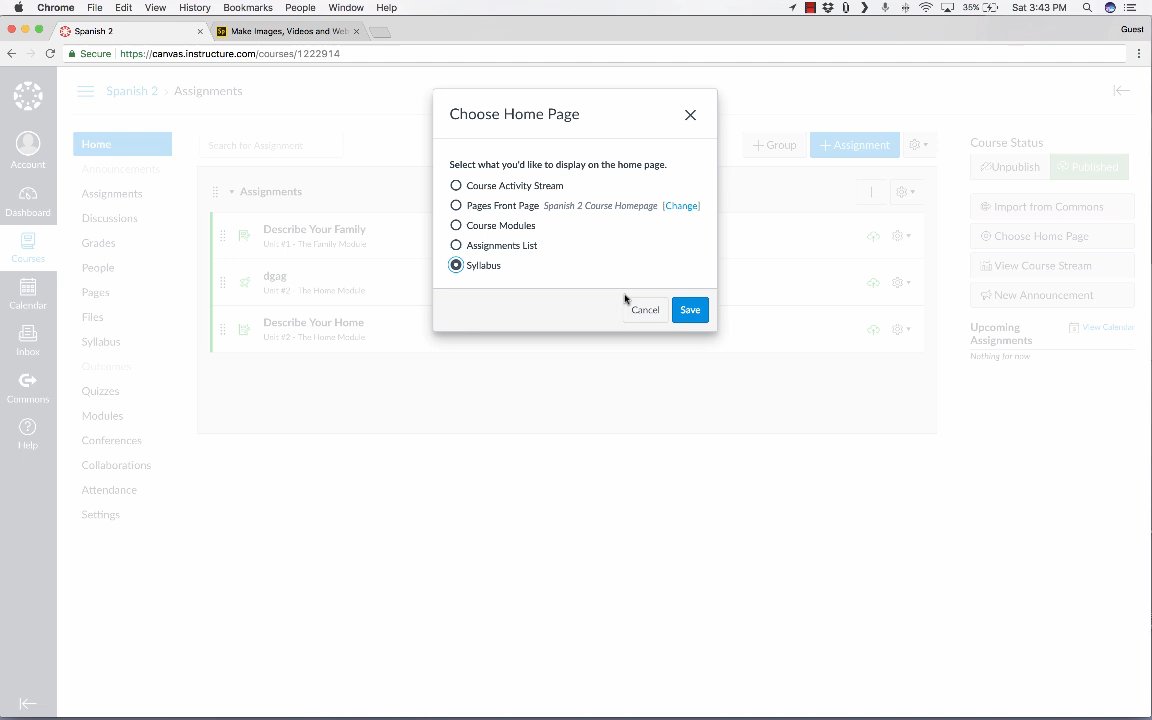 Chrome File Edit View History Bookmarks People Window Help 35% Sat 3:43 PM
Spanish 2 Make Images, Videos and Web Guest
Secure https://canvas.instructure.com/courses/1222914
Spanish 2 > Assignments
Account
Dashboard
Courses
Calendar
Inbox
Commons
Help
Home
Announcements
Assignments
Discussions
Grades
People
Pages
Files
Syllabus
Outcomes
Quizzes
Modules
Conferences
Collaborations
Attendance
Settings
Search for Assignment
+ Group
+ Assignment
Assignments
Describe Your Family
Unit #1 - The Family Module
dgag
Unit #2 - The Home Module
Describe Your Home
Unit #2 - The Home Module
Choose Home Page
Select what you'd like to display on the home page.
Course Activity Stream
Pages Front Page Spanish 2 Course Homepage [Change]
Course Modules
Assignments List
Syllabus
Cancel Save
Course Status
Unpublish Published
Import from Commons
Choose Home Page
View Course Stream
New Announcement
Upcoming
Assignments
View Calendar
Nothing for now